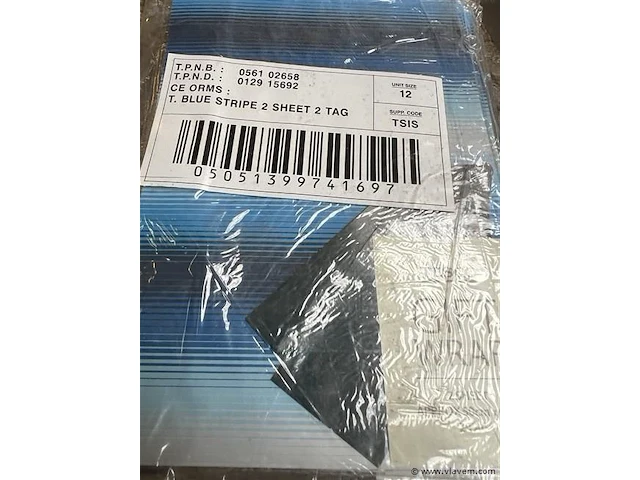 T.P.N.B. : 0561 02658
T.P.N.D. : 0129 15692
CE ORMS :
T. BLUE STRIPE 2 SHEET 2 TAG
UNIT SIZE
12
SUPP. CODE
TSIS
05051399741697
© www.viavem.com